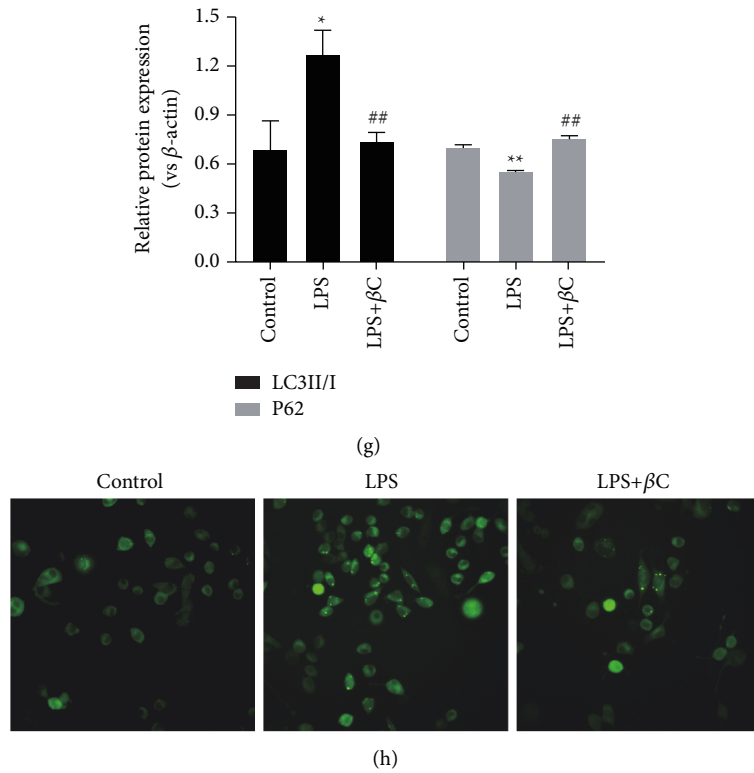 Relative protein expression
(vs β-actin)
1.5
1.2
0.9
0.6
0.3
0.0
*
##
**
##
Control
LPS
LPS+βC
Control
LPS
LPS+βC
LC3II/I
P62
(g)
Control LPS LPS+βC
(h)